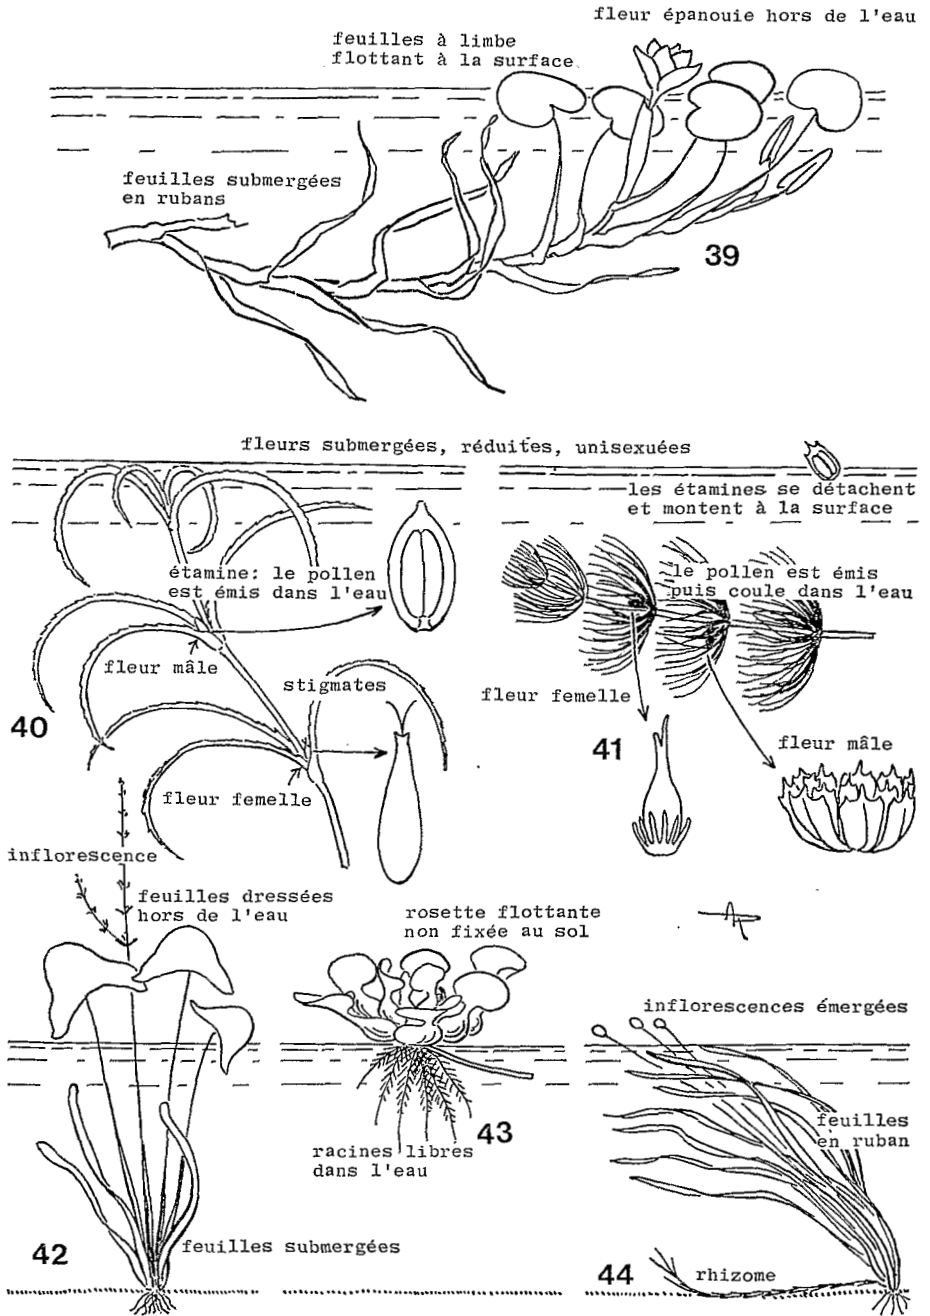 fleur épanouie hors de l'eau
feuilles à limbe
flottant à la surface
feuilles submergées
en rubans
39
fleurs submergées, réduites, unisexuées
les étamines se détachent
et montent à la surface
étamine: le pollen
est émis dans l'eau
le pollen est émis
puis coule dans l'eau
fleur mâle
stigmates
fleur femelle
40
41
fleur mâle
fleur femelle
inflorescence
feuilles dressées
hors de l'eau
rosette flottante
non fixée au sol
inflorescences émergées
feuilles
en ruban
43
racines libres
dans l'eau
42
feuilles submergées
44
rhizome